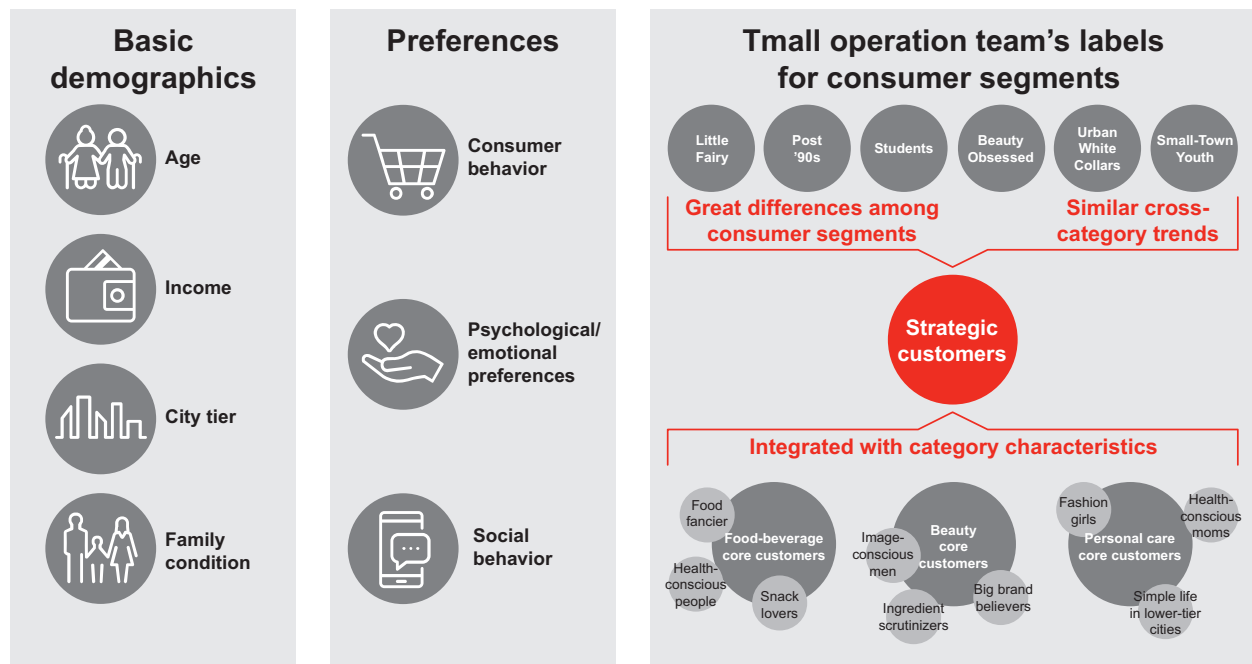 Basic
demographics
Age
Income
City tier
Family
condition
Preferences
Consumer
behavior
Psychological/
emotional
preferences
Social
behavior
Tmall operation team’s labels
for consumer segments
Little
Fairy
Post
’90s
Students
Beauty
Obsessed
Urban
White
Collars
Small-Town
Youth
Great differences among
consumer segments
Similar cross-
category trends
Strategic
customers
Integrated with category characteristics
Food
fancier
Food-beverage
core customers
Health-
conscious
people
Snack
lovers
Image-
conscious
men
Beauty
core
customers
Ingredient
scrutinizers
Big brand
believers
Fashion
girls
Personal care
core customers
Health-
conscious
moms
Simple life
in lower-tier
cities